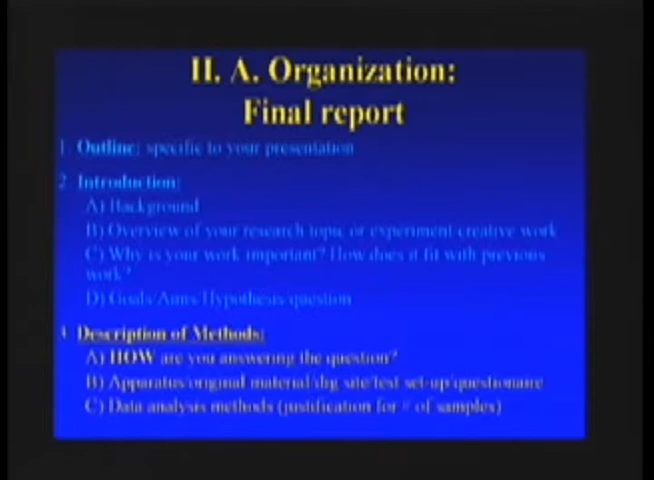 II. A. Organization:
Final report
1. Outline: specific to your presentation
2. Introduction:
A) Background
B) Overview of your research topic or experiment/creative work
C) Why is your work important? How does it fit with previous
work?
D) Goals/Aims/Hypothesis/question
3. Description of Methods:
A) HOW are you answering the question?
B) Apparatus/original material/dig site/test set-up/questionaire
C) Data analysis methods (justification for # of samples)